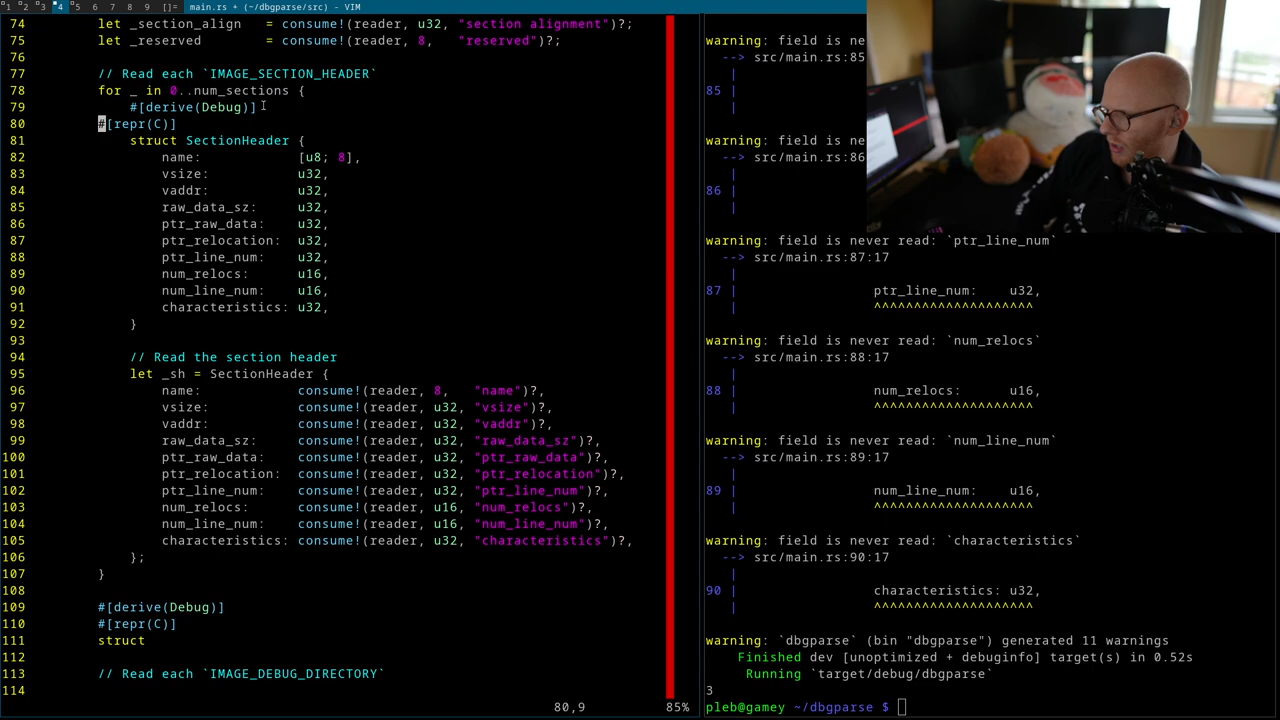 1 2 3 4 5 6 7 8 9 []= main.rs + (~/dbgparse/src) - VIM
74 let _section_align = consume!(reader, u32, "section alignment")?;
75 let _reserved = consume!(reader, 8, "reserved")?;
76
77 // Read each `IMAGE_SECTION_HEADER`
78 for _ in 0..num_sections {
79 #[derive(Debug)]
80 #[repr(C)]
81 struct SectionHeader {
82 name: [u8; 8],
83 vsize: u32,
84 vaddr: u32,
85 raw_data_sz: u32,
86 ptr_raw_data: u32,
87 ptr_relocation: u32,
88 ptr_line_num: u32,
89 num_relocs: u16,
90 num_line_num: u16,
91 characteristics: u32,
92 }
93
94 // Read the section header
95 let _sh = SectionHeader {
96 name: consume!(reader, 8, "name")?,
97 vsize: consume!(reader, u32, "vsize")?,
98 vaddr: consume!(reader, u32, "vaddr")?,
99 raw_data_sz: consume!(reader, u32, "raw_data_sz")?,
100 ptr_raw_data: consume!(reader, u32, "ptr_raw_data")?,
101 ptr_relocation: consume!(reader, u32, "ptr_relocation")?,
102 ptr_line_num: consume!(reader, u32, "ptr_line_num")?,
103 num_relocs: consume!(reader, u16, "num_relocs")?,
104 num_line_num: consume!(reader, u16, "num_line_num")?,
105 characteristics: consume!(reader, u32, "characteristics")?,
106 };
107 }
108
109 #[derive(Debug)]
110 #[repr(C)]
111 struct
112
113 // Read each `IMAGE_DEBUG_DIRECTORY`
114
80,9 85%
warning: field is ne
--> src/main.rs:85
|
85 |
|
warning: field is ne
--> src/main.rs:86
|
86 |
|
warning: field is never read: `ptr_line_num`
--> src/main.rs:87:17
|
87 | ptr_line_num: u32,
| ^^^^^^^^^^^^^^^^^^^^
warning: field is never read: `num_relocs`
--> src/main.rs:88:17
|
88 | num_relocs: u16,
| ^^^^^^^^^^^^^^^^^^^^
warning: field is never read: `num_line_num`
--> src/main.rs:89:17
|
89 | num_line_num: u16,
| ^^^^^^^^^^^^^^^^^^^^
warning: field is never read: `characteristics`
--> src/main.rs:90:17
|
90 | characteristics: u32,
| ^^^^^^^^^^^^^^^^^^^^
warning: `dbgparse` (bin "dbgparse") generated 11 warnings
Finished dev [unoptimized + debuginfo] target(s) in 0.52s
Running `target/debug/dbgparse`
3
pleb@gamey ~/dbgparse $